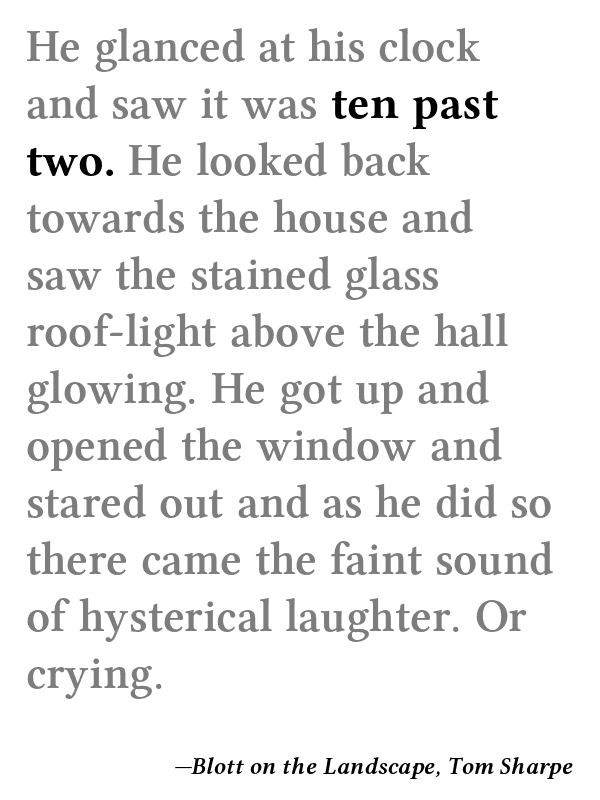 He glanced at his clock
and saw it was ten past
two. He looked back
towards the house and
saw the stained glass
roof-light above the hall
glowing. He got up and
opened the window and
stared out and as he did so
there came the faint sound
of hysterical laughter. Or
crying.
—Blott on the Landscape, Tom Sharpe